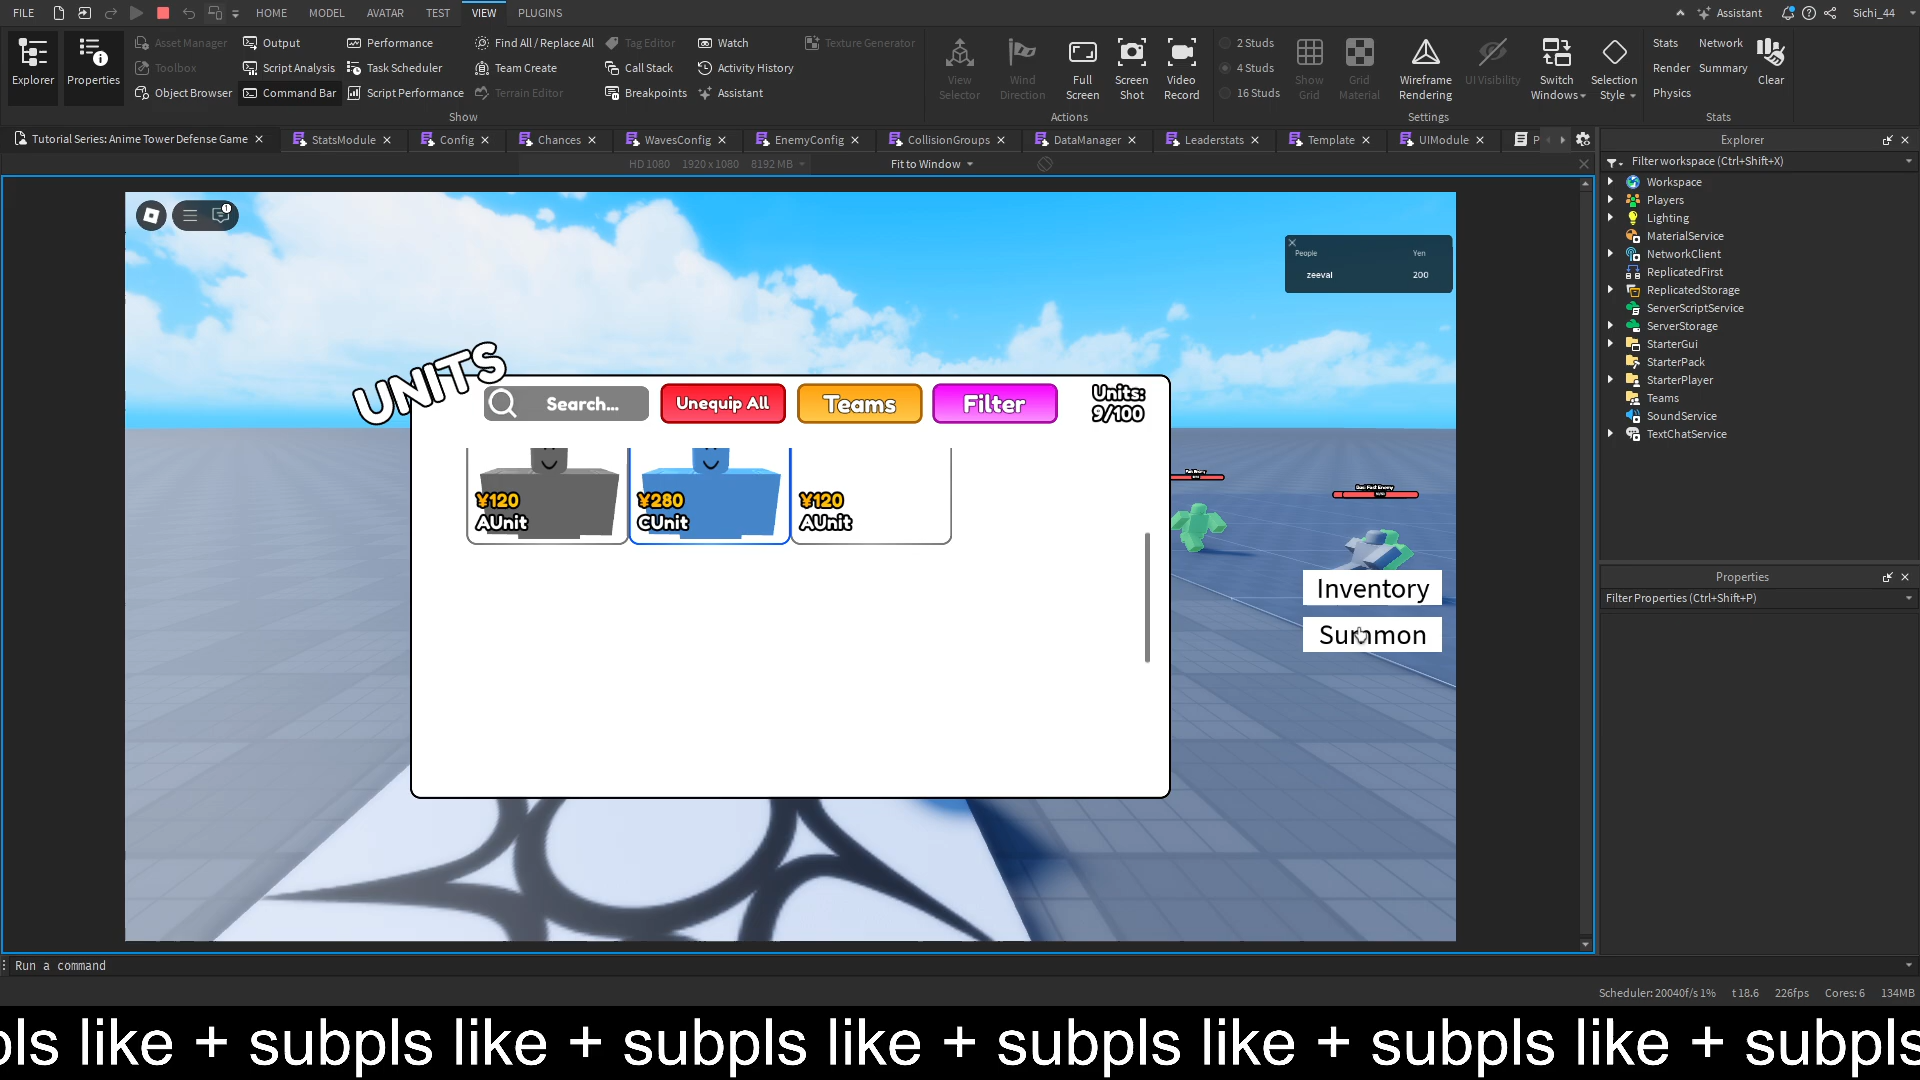 FILE HOME MODEL AVATAR TEST VIEW PLUGINS Assistant Sichi_44
Explorer
Properties
Asset Manager
Toolbox
Object Browser
Output
Script Analysis
Command Bar
Performance
Task Scheduler
Script Performance
Find All / Replace All
Team Create
Terrain Editor
Tag Editor
Call Stack
Breakpoints
Watch
Activity History
Assistant
Texture Generator
Show
View Selector
Wind Direction
Full Screen
Screen Shot
Video Record
Actions
2 Studs
4 Studs
16 Studs
Show Grid
Grid Material
Wireframe Rendering
UI Visibility
Switch Windows
Selection Style
Settings
Stats
Render
Physics
Network
Summary
Clear
Stats
Tutorial Series: Anime Tower Defense Game StatsModule Config Chances WavesConfig EnemyConfig CollisionGroups DataManager Leaderstats Template UIModule P
HD 1080 1920 x 1080 8192 MB Fit to Window
1
People Yen
zeeval 200
UNITS
Search...
Unequip All
Teams
Filter
Units:
9/100
¥120
AUnit
¥280
CUnit
¥120
AUnit
Inventory
Summon
Explorer
Filter workspace (Ctrl+Shift+X)
Workspace
Players
Lighting
MaterialService
NetworkClient
ReplicatedFirst
ReplicatedStorage
ServerScriptService
ServerStorage
StarterGui
StarterPack
StarterPlayer
Teams
SoundService
TextChatService
Properties
Filter Properties (Ctrl+Shift+P)
Run a command
Scheduler: 20040f/s 1% t 18.6 226fps Cores: 6 134MB
pls like + subpls like + subpls like + subpls like + subpls like + subpls